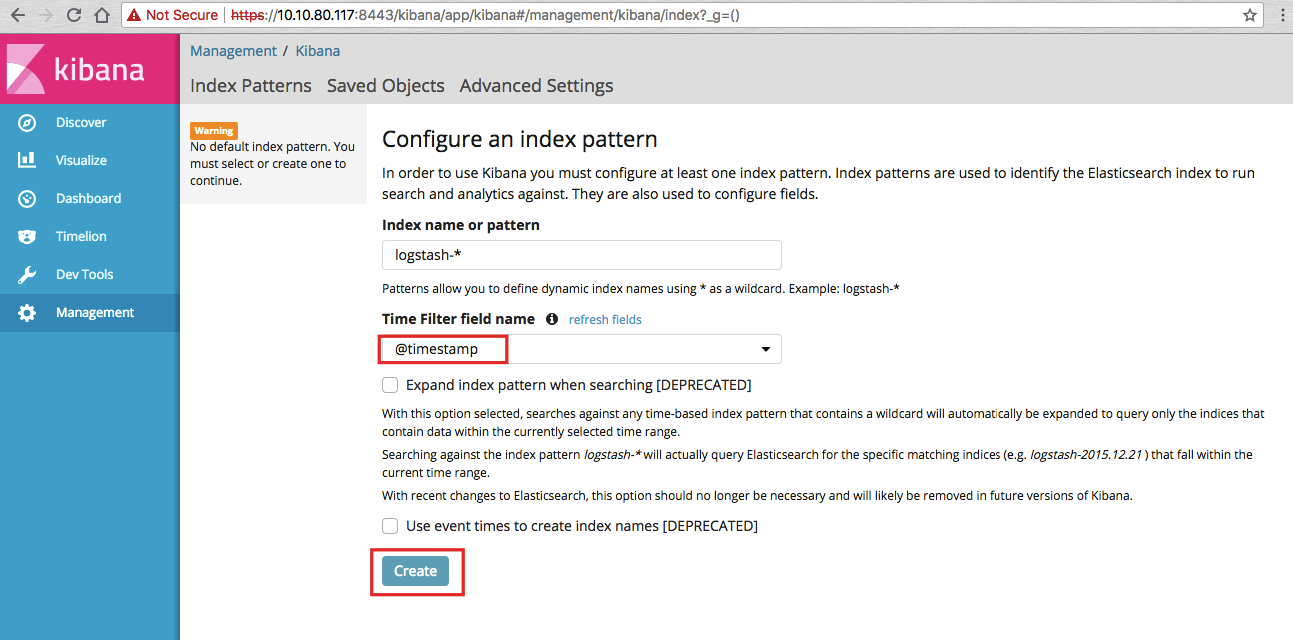 Not Secure https://10.10.80.117:8443/kibana/app/kibana#/management/kibana/index?_g=()
kibana
Discover
Visualize
Dashboard
Timelion
Dev Tools
Management
Management / Kibana
Index Patterns Saved Objects Advanced Settings
Warning
No default index pattern. You
must select or create one to
continue.
Configure an index pattern
In order to use Kibana you must configure at least one index pattern. Index patterns are used to identify the Elasticsearch index to run
search and analytics against. They are also used to configure fields.
Index name or pattern
logstash-*
Patterns allow you to define dynamic index names using * as a wildcard. Example: logstash-*
Time Filter field name refresh fields
@timestamp
Expand index pattern when searching [DEPRECATED]
With this option selected, searches against any time-based index pattern that contains a wildcard will automatically be expanded to query only the indices that
contain data within the currently selected time range.
Searching against the index pattern logstash-* will actually query Elasticsearch for the specific matching indices (e.g. logstash-2015.12.21 ) that fall within the
current time range.
With recent changes to Elasticsearch, this option should no longer be necessary and will likely be removed in future versions of Kibana.
Use event times to create index names [DEPRECATED]
Create